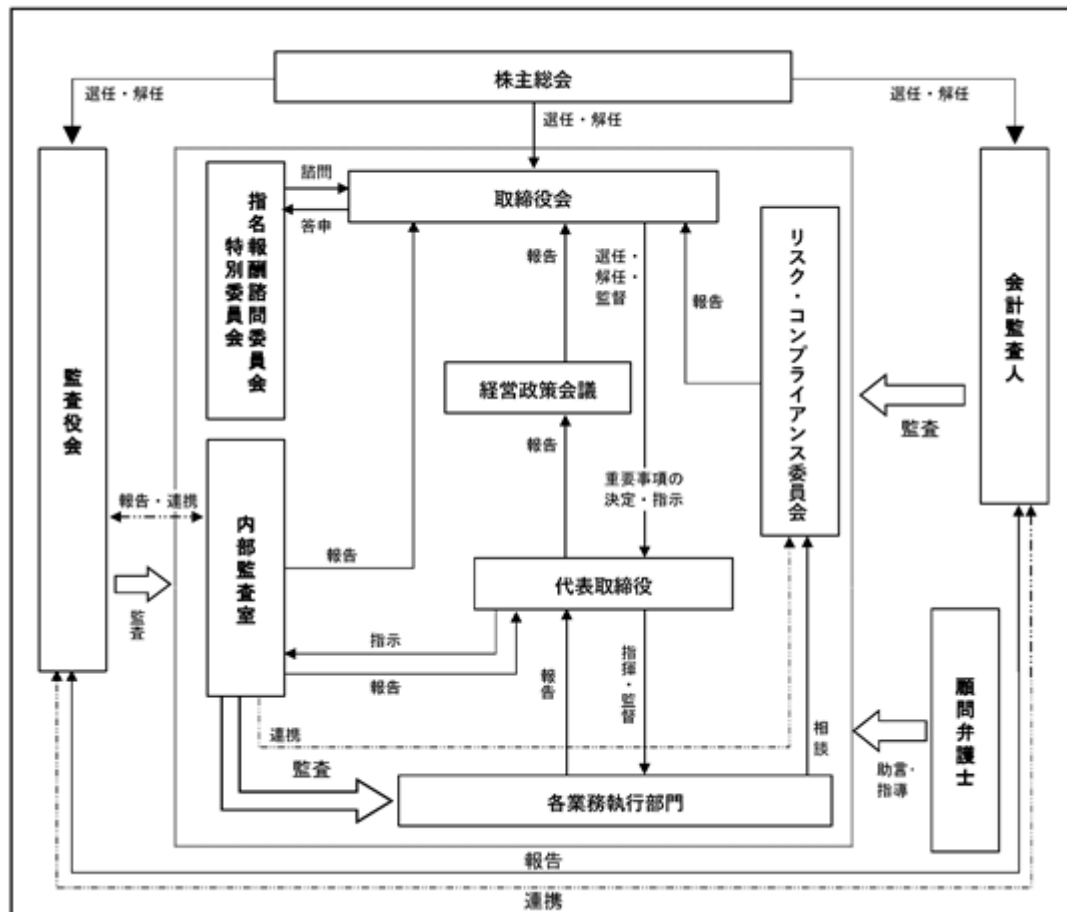 株主総会
選任・解任
選任・解任
選任・解任
諮問
取締役会
答申
指名報酬諮問委員会
特別委員会
監査役会
会計監査人
リスク・コンプライアンス委員会
報告
選任・
解任・
監督
報告
経営政策会議
監査
報告
重要事項の
決定・指示
報告・連携
内部監査室
報告
代表取締役
監査
指示
報告
報告
指揮・監督
相談
顧問弁護士
連携
監査
助言・
指導
各業務執行部門
報告
連携